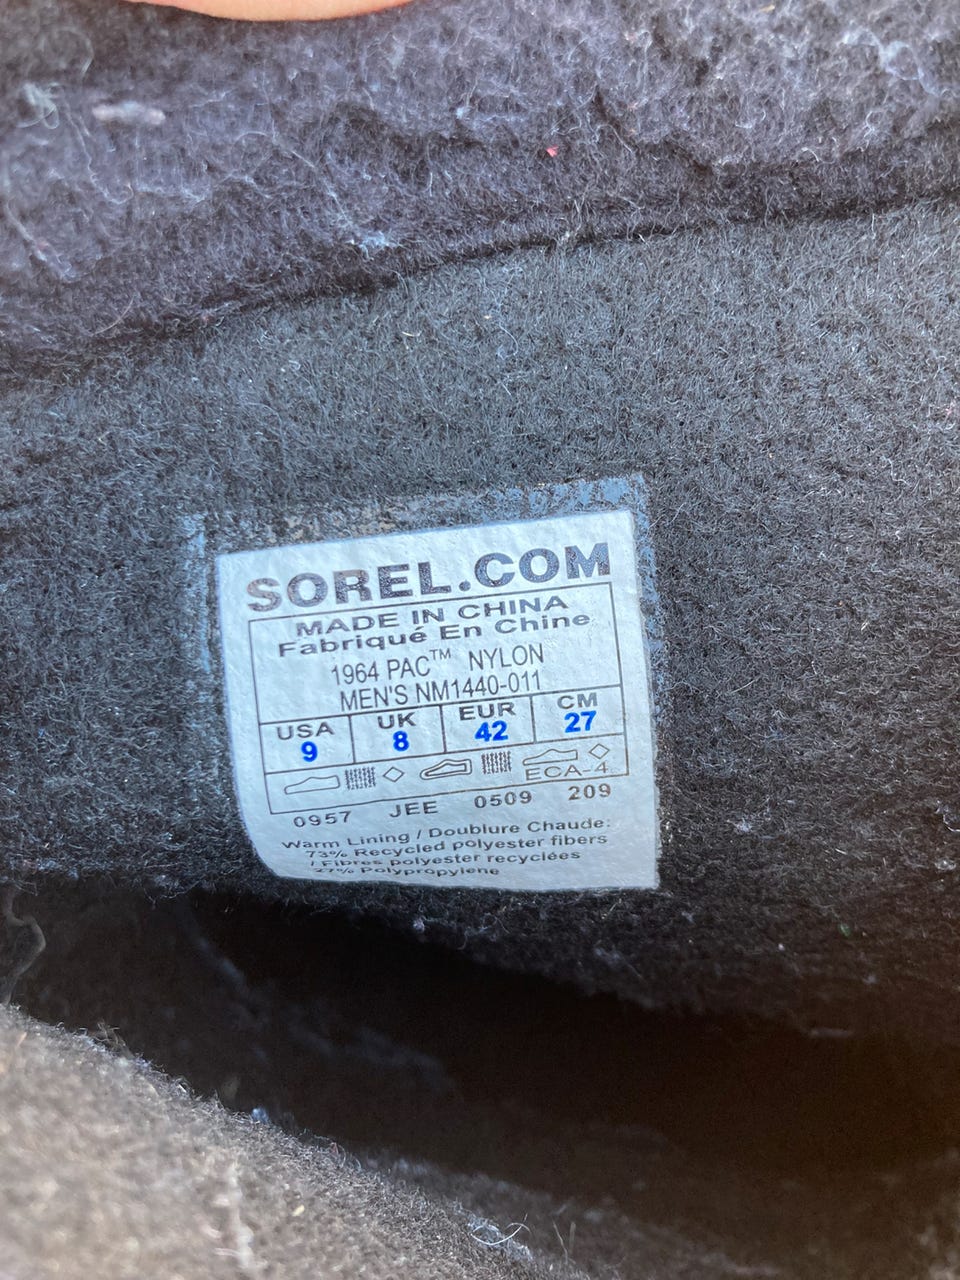 SOREL.COM
MADE IN CHINA
Fabriqué En Chine
1964 PAC™ NYLON
MEN'S NM1440-011
USA UK EUR CM
9 8 42 27
ECA-4
0957 JEE 0509 209
Warm Lining / Doublure Chaude:
73% Recycled polyester fibers
/ Fibres polyester recyclées
27% Polypropylene